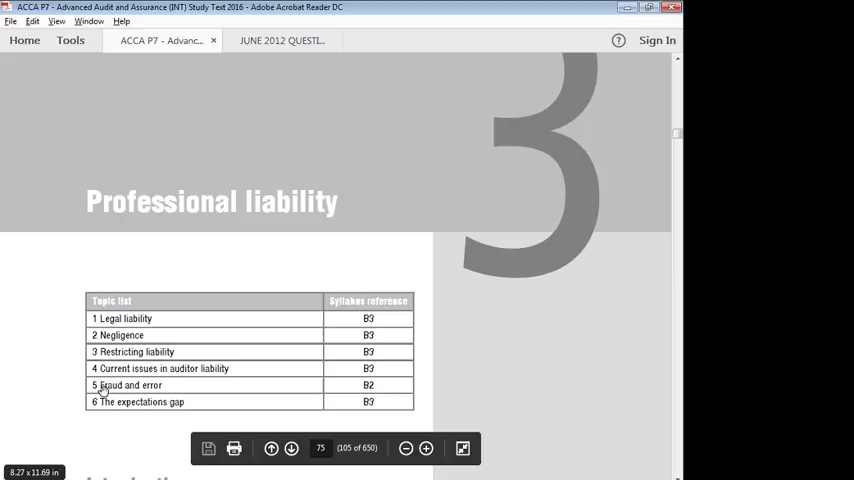 ACCA P7 - Advanced Audit and Assurance (INT) Study Text 2016 - Adobe Acrobat Reader DC
File Edit View Window Help
Home Tools ACCA P7 - Advanc... × JUNE 2012 QUESTI... ? Sign In
3
Professional liability
Topic list Syllabus reference
1 Legal liability B3
2 Negligence B3
3 Restricting liability B3
4 Current issues in auditor liability B3
5 Fraud and error B2
6 The expectations gap B3
75 (105 of 650)
8.27 x 11.69 in